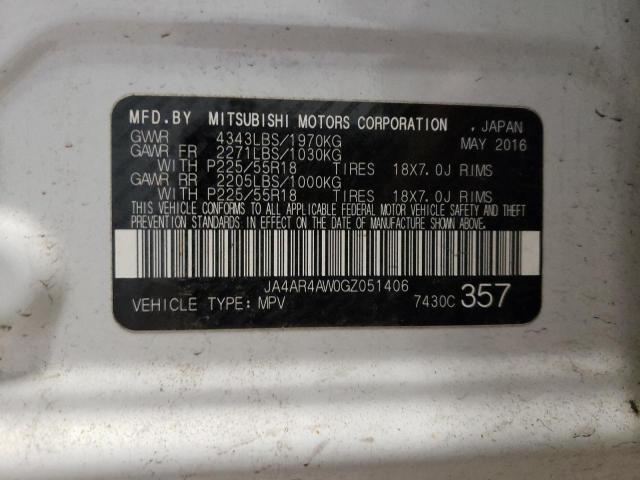 MFD.BY MITSUBISHI MOTORS CORPORATION , JAPAN
GVWR 4343LBS/1970KG MAY 2016
GAWR FR 2271LBS/1030KG
WITH P225/55R18 TIRES 18X7.0J RIMS
GAWR RR 2205LBS/1000KG
WITH P225/55R18 TIRES 18X7.0J RIMS
THIS VEHICLE CONFORMS TO ALL APPLICABLE FEDERAL MOTOR VEHICLE SAFETY AND THEFT
PREVENTION STANDARDS IN EFFECT ON THE DATE OF MANUFACTURE SHOWN ABOVE.
JA4AR4AW0GZ051406
VEHICLE TYPE: MPV 7430C 357